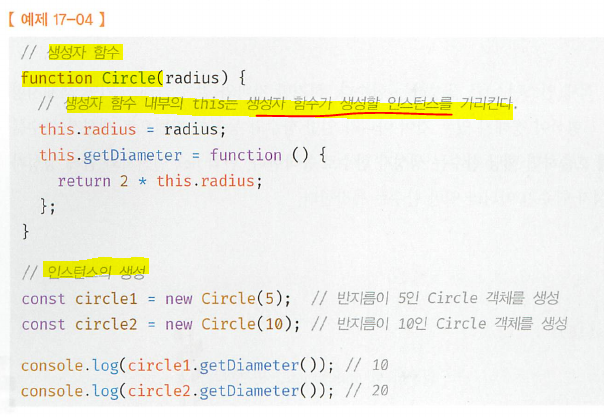 【 예제 17-04 】
// 생성자 함수
function Circle(radius) {
  // 생성자 함수 내부의 this는 생성자 함수가 생성할 인스턴스를 가리킨다.
  this.radius = radius;
  this.getDiameter = function () {
    return 2 * this.radius;
  };
}
// 인스턴스의 생성
const circle1 = new Circle(5);  // 반지름이 5인 Circle 객체를 생성
const circle2 = new Circle(10); // 반지름이 10인 Circle 객체를 생성
console.log(circle1.getDiameter()); // 10
console.log(circle2.getDiameter()); // 20